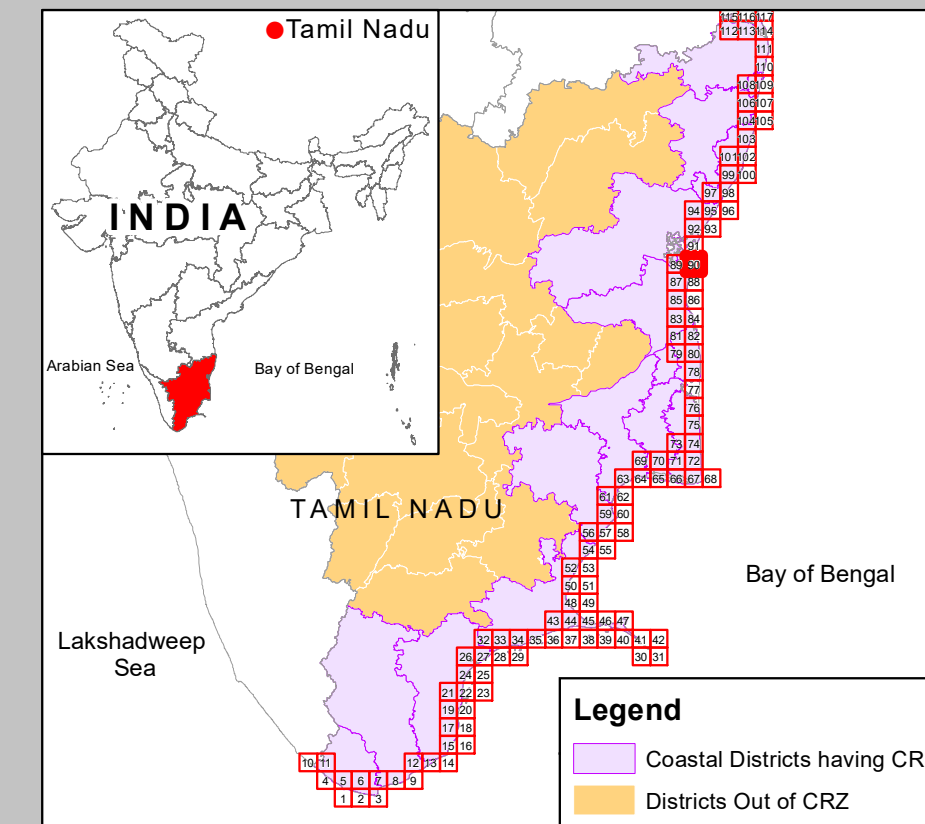 Tamil Nadu
INDIA
Arabian Sea
Bay of Bengal
115 116 117
112 113 114
111
110
108 109
106 107
104 105
103
101 102
99 100
97 98
94 95 96
92 93
91
89 90
87 88
85 86
83 84
81 82
79 80
78
77
76
75
73 74
69 70 71 72
63 64 65 66 67 68
61 62
TAMIL NADU
59 60
56 57 58
54 55
52 53
Bay of Bengal
50 51
48 49
43 44 45 46 47
32 33 34 35 36 37 38 39 40 41 42
26 27 28 29 30 31
Lakshadweep
Sea
24 25
21 22 23
19 20
17 18
15 16
10 11 12 13 14
4 5 6 7 8 9
1 2 3
Legend
Coastal Districts having CR
Districts Out of CRZ